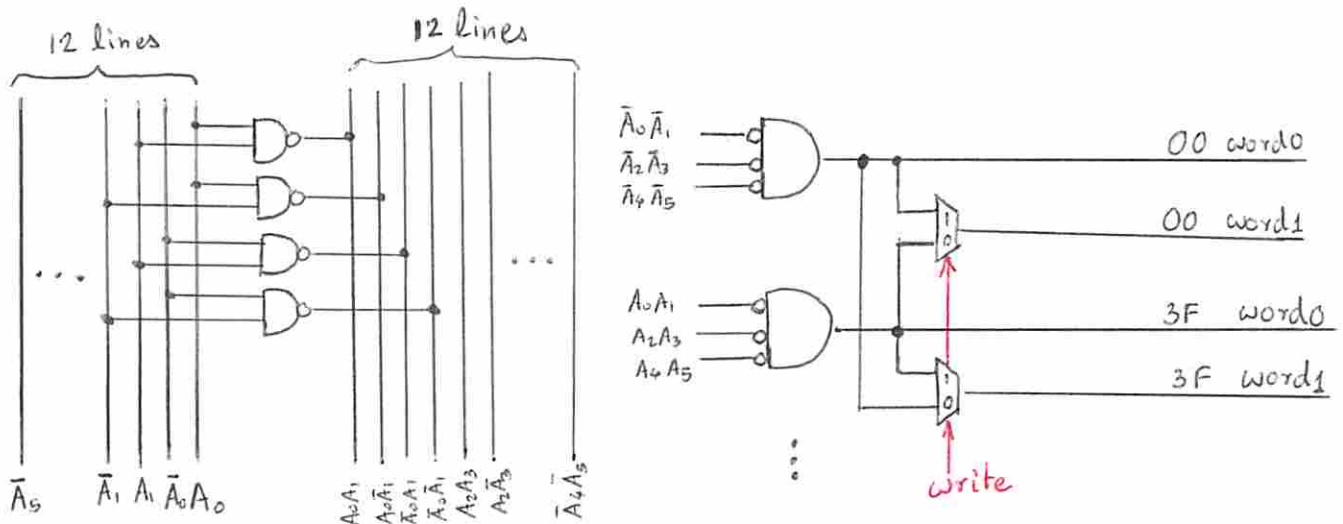 12 lines
12 lines
Ā₅ Ā₁ A₁ Ā₀ A₀
A₀A₁ A₀Ā₁ Ā₀A₁ Ā₀Ā₁ A₂A₃ Ā₂Ā₃ Ā₄Ā₅
Ā₀Ā₁
Ā₂Ā₃
Ā₄Ā₅
1
0
00 word0
00 word1
A₀A₁
A₂A₃
A₄A₅
1
0
3F word0
3F word1
write